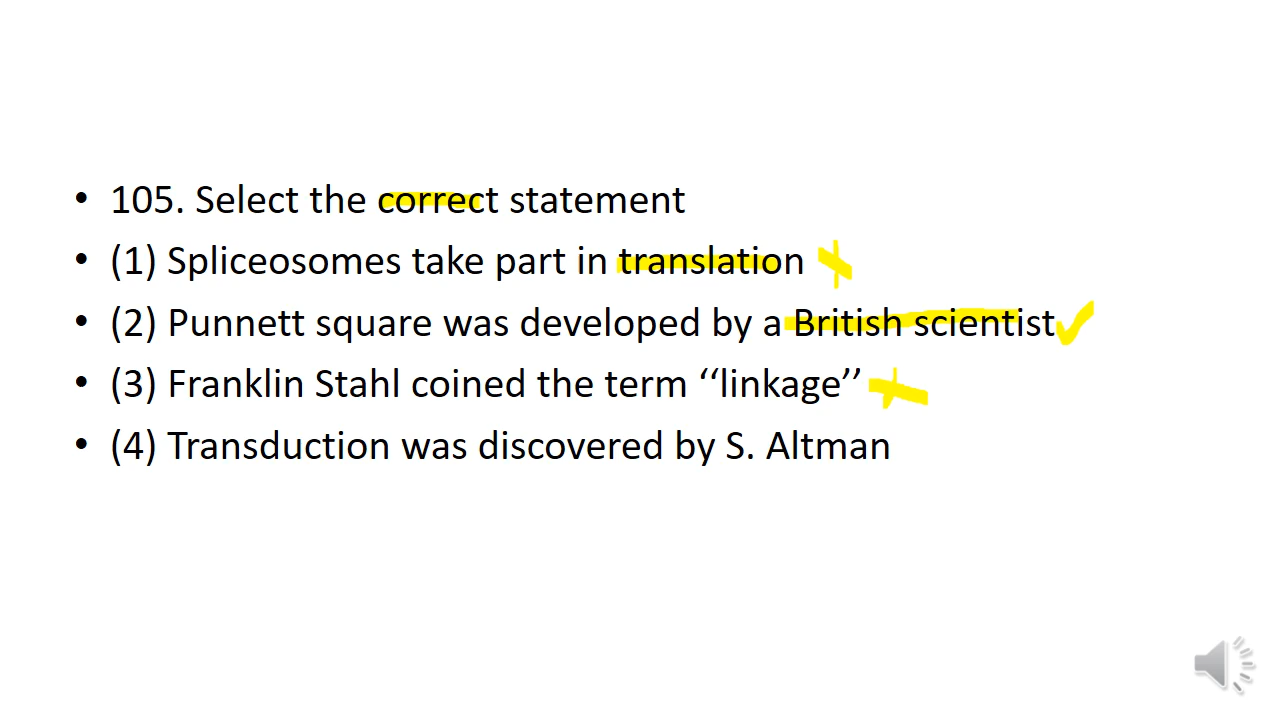 • 105. Select the correct statement
• (1) Spliceosomes take part in translation
• (2) Punnett square was developed by a British scientist
• (3) Franklin Stahl coined the term ‘‘linkage’’
• (4) Transduction was discovered by S. Altman